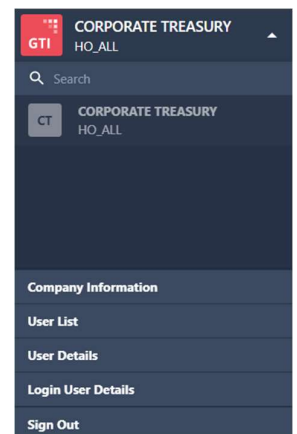 GTI
CORPORATE TREASURY
HO_ALL
Search
CT
CORPORATE TREASURY
HO_ALL
Company Information
User List
User Details
Login User Details
Sign Out